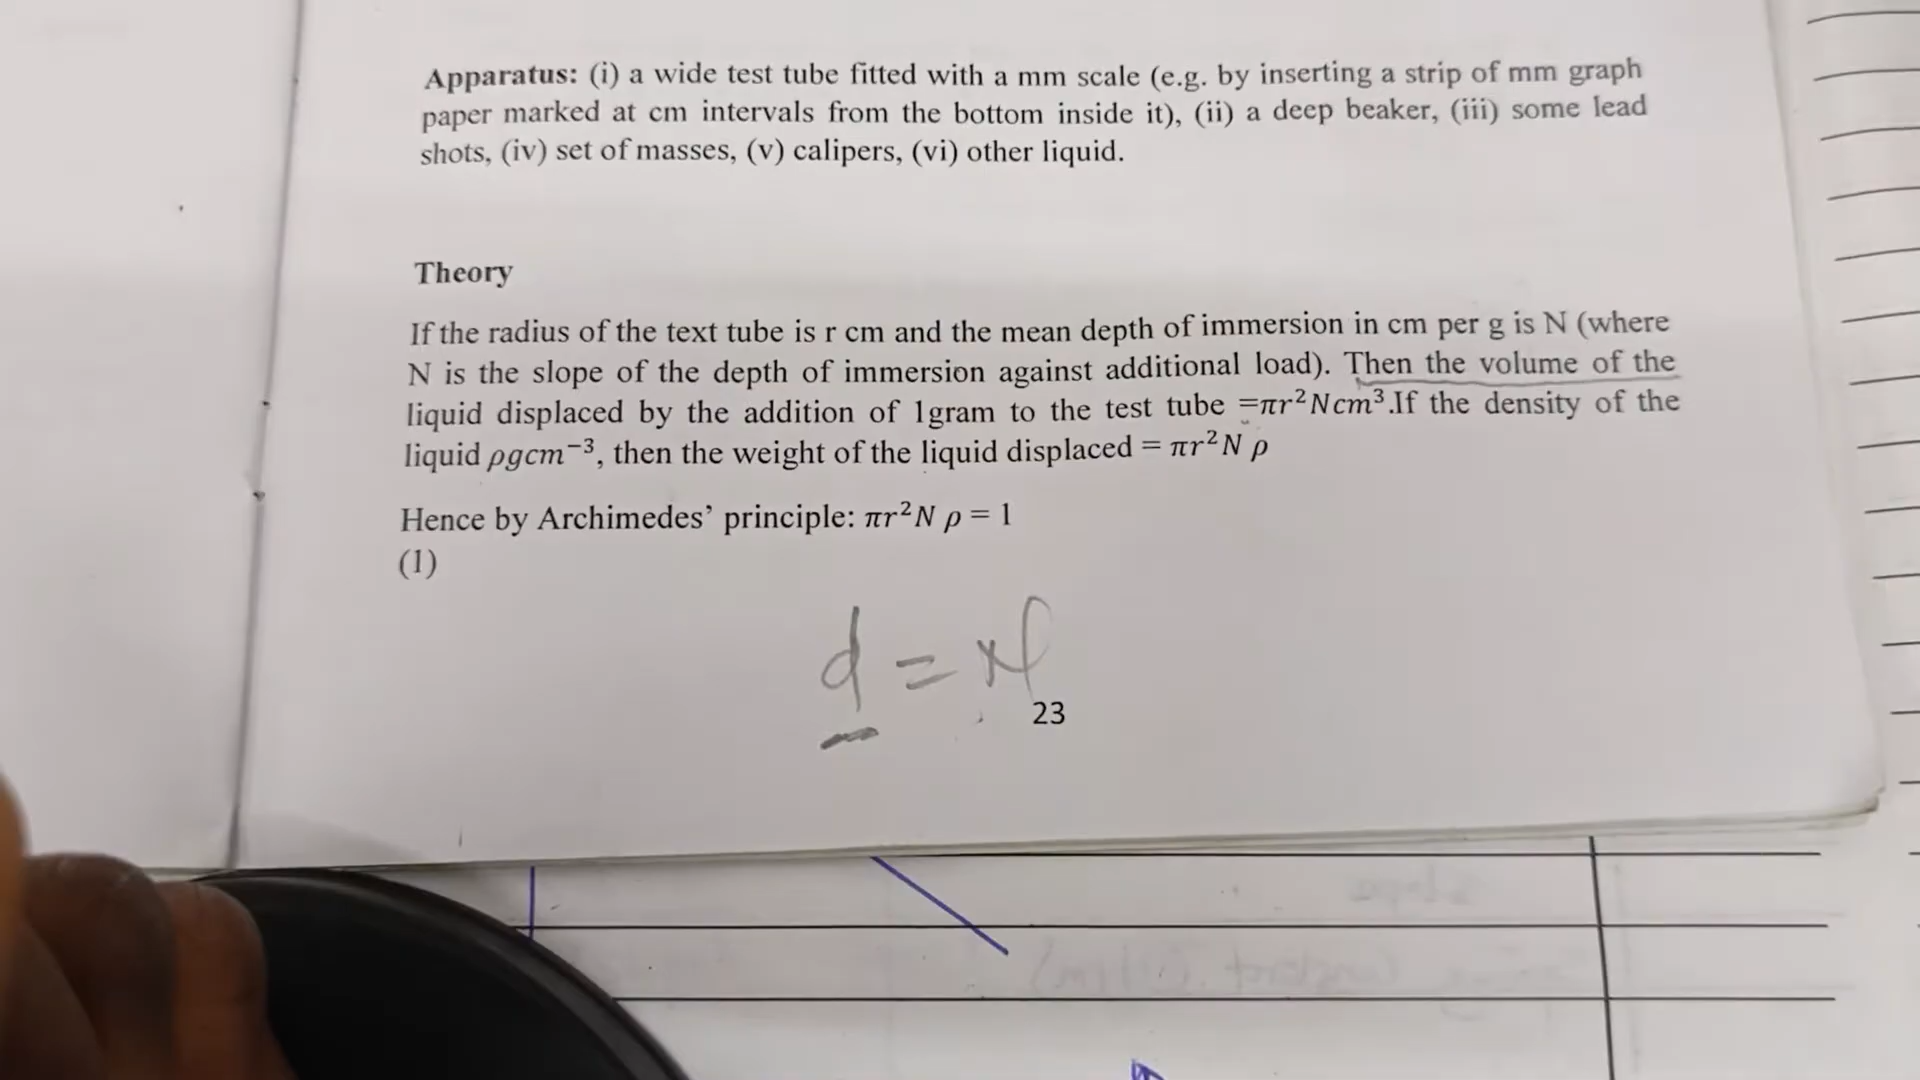 Apparatus: (i) a wide test tube fitted with a mm scale (e.g. by inserting a strip of mm graph
paper marked at cm intervals from the bottom inside it), (ii) a deep beaker, (iii) some lead
shots, (iv) set of masses, (v) calipers, (vi) other liquid.
Theory
If the radius of the text tube is r cm and the mean depth of immersion in cm per g is N (where
N is the slope of the depth of immersion against additional load). Then the volume of the
liquid displaced by the addition of 1gram to the test tube =πr²Ncm³.If the density of the
liquid ρgcm⁻³, then the weight of the liquid displaced = πr²N ρ
Hence by Archimedes’ principle: πr²N ρ = 1
(1)
d =
23